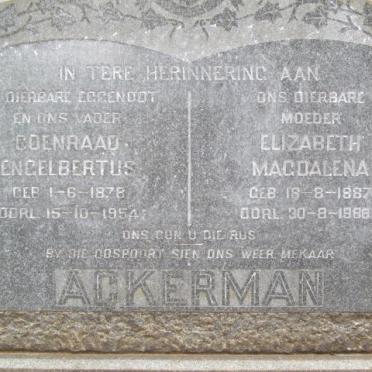 IN TERE HERINNERING AAN
DIERBARE EGGENOOT
EN ONS VADER
COENRAAD
ENGELBERTUS
GEB 1-6-1878
OORL 15-10-1954
ONS DIERBARE
MOEDER
ELIZABETH
MAGDALENA
GEB 18-8-1887
OORL 30-8-1966
ONS GUN U DIE RUS
BY DIE OOSPOORT SIEN ONS WEER MEKAAR
ACKERMAN